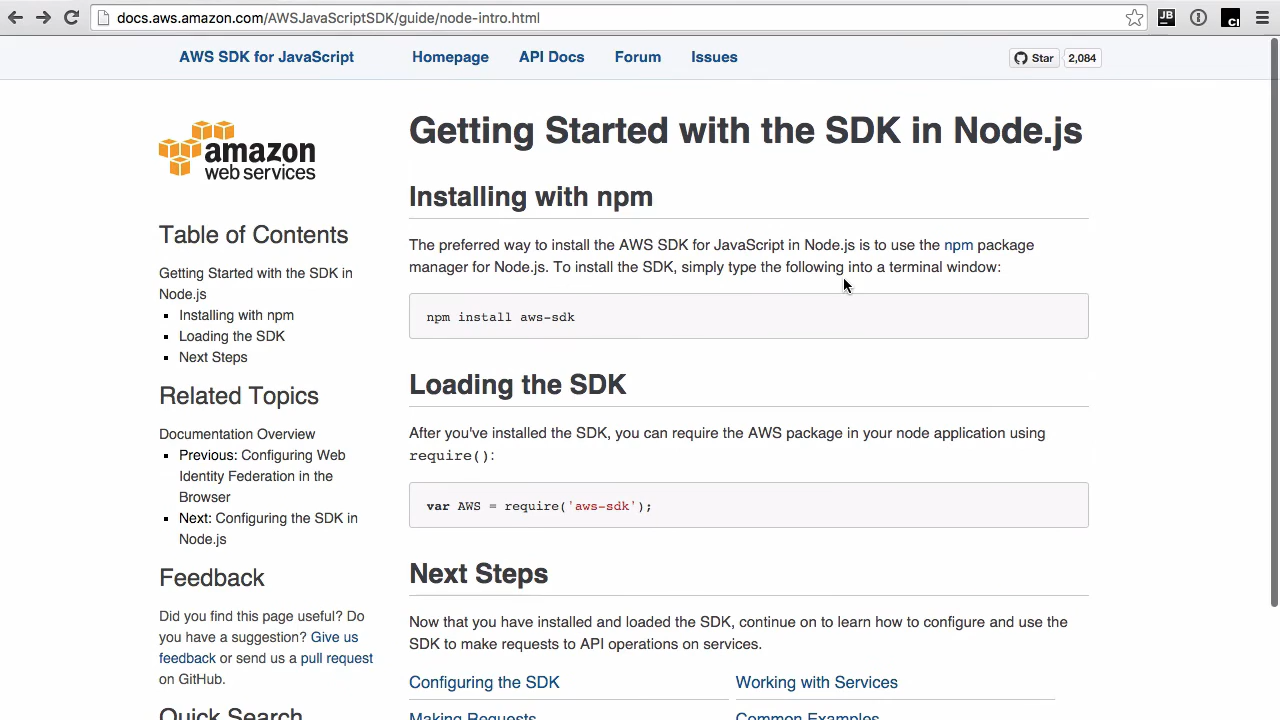 docs.aws.amazon.com/AWSJavaScriptSDK/guide/node-intro.html
JB
CI
AWS SDK for JavaScript
Homepage
API Docs
Forum
Issues
Star
2,084
amazon
web services
Table of Contents
Getting Started with the SDK in
Node.js
Installing with npm
Loading the SDK
Next Steps
Related Topics
Documentation Overview
Previous: Configuring Web
Identity Federation in the
Browser
Next: Configuring the SDK in
Node.js
Feedback
Did you find this page useful? Do
you have a suggestion? Give us
feedback or send us a pull request
on GitHub.
Quick Search
Getting Started with the SDK in Node.js
Installing with npm
The preferred way to install the AWS SDK for JavaScript in Node.js is to use the npm package
manager for Node.js. To install the SDK, simply type the following into a terminal window:
npm install aws-sdk
Loading the SDK
After you've installed the SDK, you can require the AWS package in your node application using
require():
var AWS = require('aws-sdk');
Next Steps
Now that you have installed and loaded the SDK, continue on to learn how to configure and use the
SDK to make requests to API operations on services.
Configuring the SDK
Working with Services
Making Requests
Common Examples